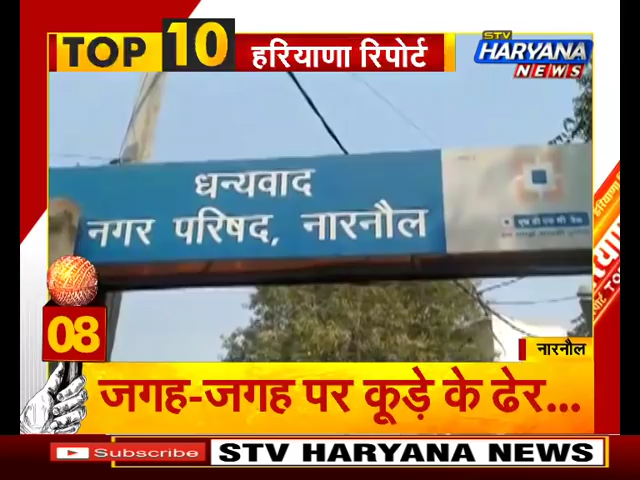 TOP 10 हरियाणा रिपोर्ट
STV
HARYANA
NEWS
धन्यवाद
नगर परिषद, नारनौल
08
नारनौल
जगह-जगह पर कूड़े के ढेर...
Subscribe STV HARYANA NEWS